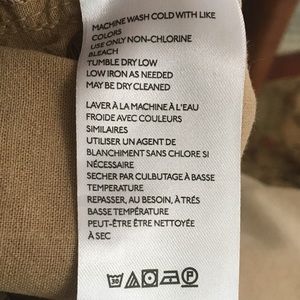 MACHINE WASH COLD WITH LIKE
COLORS
USE ONLY NON-CHLORINE
BLEACH
TUMBLE DRY LOW
LOW IRON AS NEEDED
MAY BE DRY CLEANED
LAVER À LA MACHINE À L'EAU
FROIDE AVEC COULEURS
SIMILAIRES
UTILISER UN AGENT DE
BLANCHIMENT SANS CHLORE SI
NÉCESSAIRE
SECHER PAR CULBUTAGE À BASSE
TEMPERATURE
REPASSER, AU BESOIN, À TRÉS
BASSE TEMPÉRATURE
PEUT-ÊTRE ÊTRE NETTOYÉE
À SEC
30
P